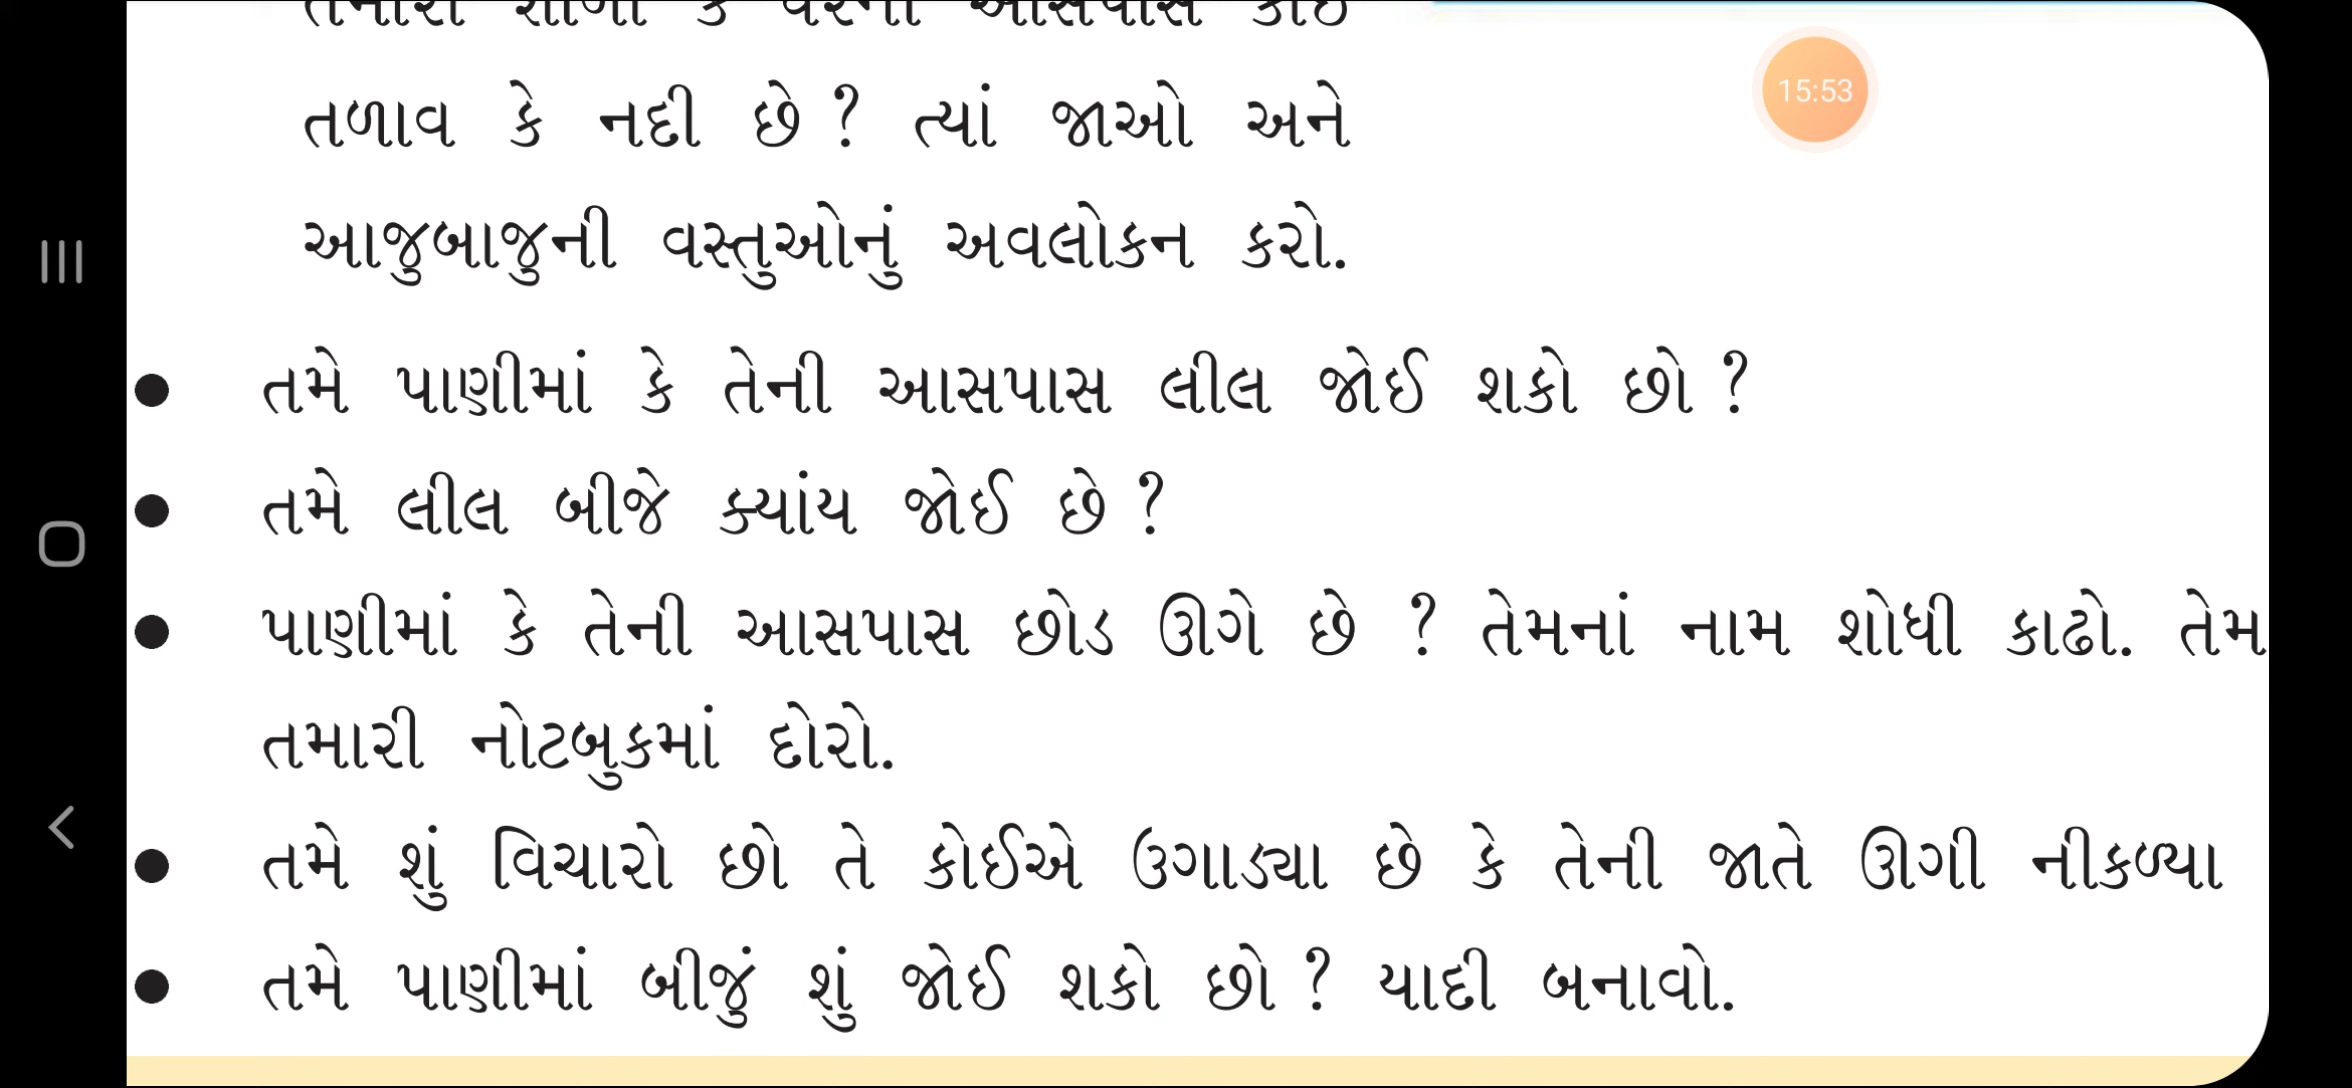 તળાવ કે નદી છે ? ત્યાં જાઓ અને
15:53
આજુબાજુની વસ્તુઓનું અવલોકન કરો.
● તમે પાણીમાં કે તેની આસપાસ લીલ જોઈ શકો છો ?
● તમે લીલ બીજે ક્યાંય જોઈ છે ?
● પાણીમાં કે તેની આસપાસ છોડ ઊગે છે ? તેમનાં નામ શોધી કાઢો. તેમ
તમારી નોટબુકમાં દોરો.
● તમે શું વિચારો છો તે કોઈએ ઉગાડ્યા છે કે તેની જાતે ઊગી નીકળ્યા
● તમે પાણીમાં બીજું શું જોઈ શકો છો ? યાદી બનાવો.